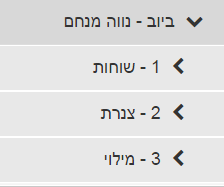 ביוב - נווה מנחם
1 - שוחות
2 - צנרת
3 - מילוי